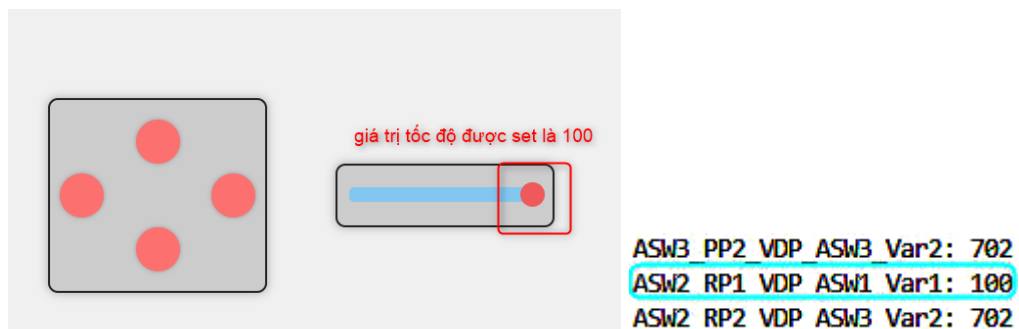 giá trị tốc độ được set là 100
ASW3_PP2_VDP_ASW3_Var2: 702
ASW2_RP1_VDP_ASW1_Var1: 100
ASW2_RP2_VDP_ASW3_Var2: 702